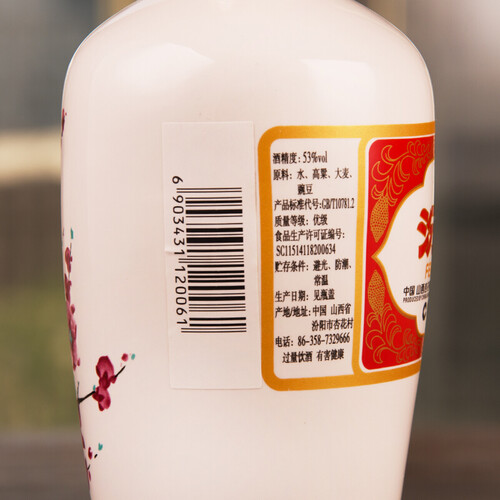 6 903431 120061
酒精度：53%vol
原料：水、高粱、大麦、
豌豆
产品标准代号:GB/T10781.2
质量等级：优级
食品生产许可证编号：
SC11514118200634
贮存条件：避光、防潮、
常温
生产日期：见瓶盖
产地/地址：中国 山西省
汾阳市杏花村
电话：86-358-7329666
过量饮酒 有害健康
中国 山西